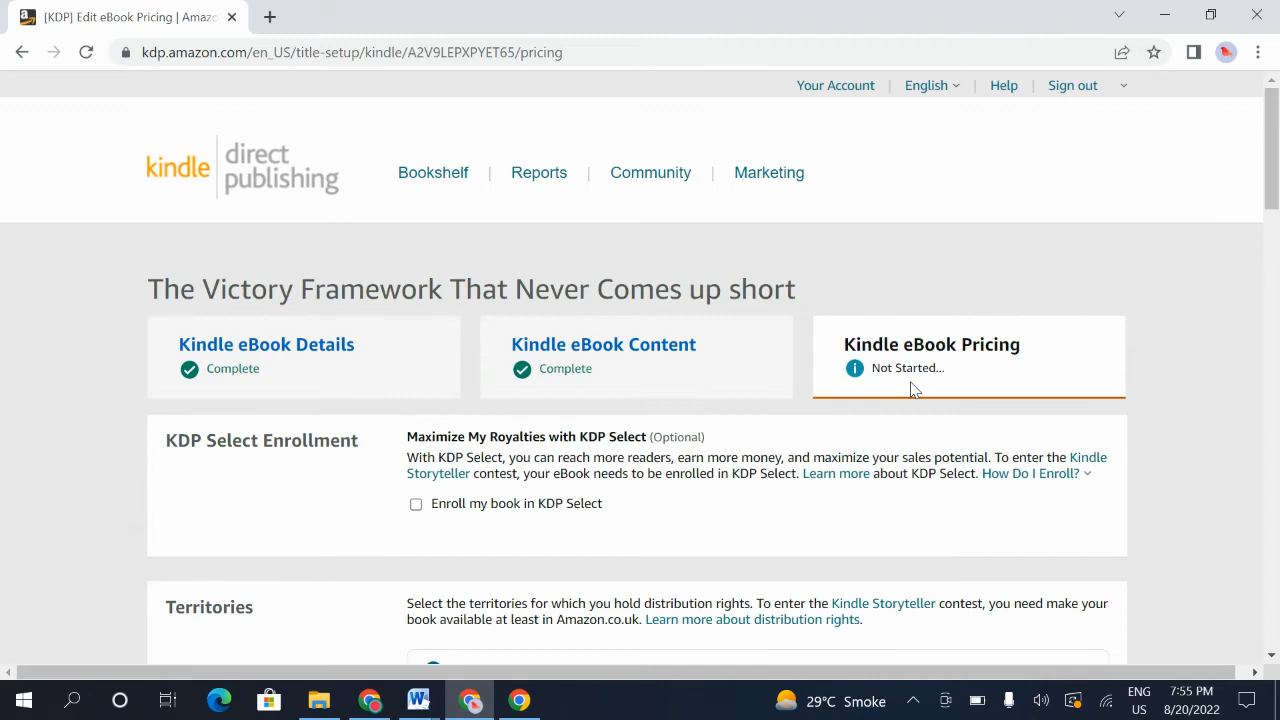 [KDP] Edit eBook Pricing | Amazo
kdp.amazon.com/en_US/title-setup/kindle/A2V9LEPXPYET65/pricing
Your Account | English | Help | Sign out
kindle direct publishing
Bookshelf | Reports | Community | Marketing
The Victory Framework That Never Comes up short
Kindle eBook Details
Complete
Kindle eBook Content
Complete
Kindle eBook Pricing
Not Started...
KDP Select Enrollment
Maximize My Royalties with KDP Select (Optional)
With KDP Select, you can reach more readers, earn more money, and maximize your sales potential. To enter the Kindle
Storyteller contest, your eBook needs to be enrolled in KDP Select. Learn more about KDP Select. How Do I Enroll?
Enroll my book in KDP Select
Territories
Select the territories for which you hold distribution rights. To enter the Kindle Storyteller contest, you need make your
book available at least in Amazon.co.uk. Learn more about distribution rights.
29°C Smoke
ENG
US
7:55 PM
8/20/2022